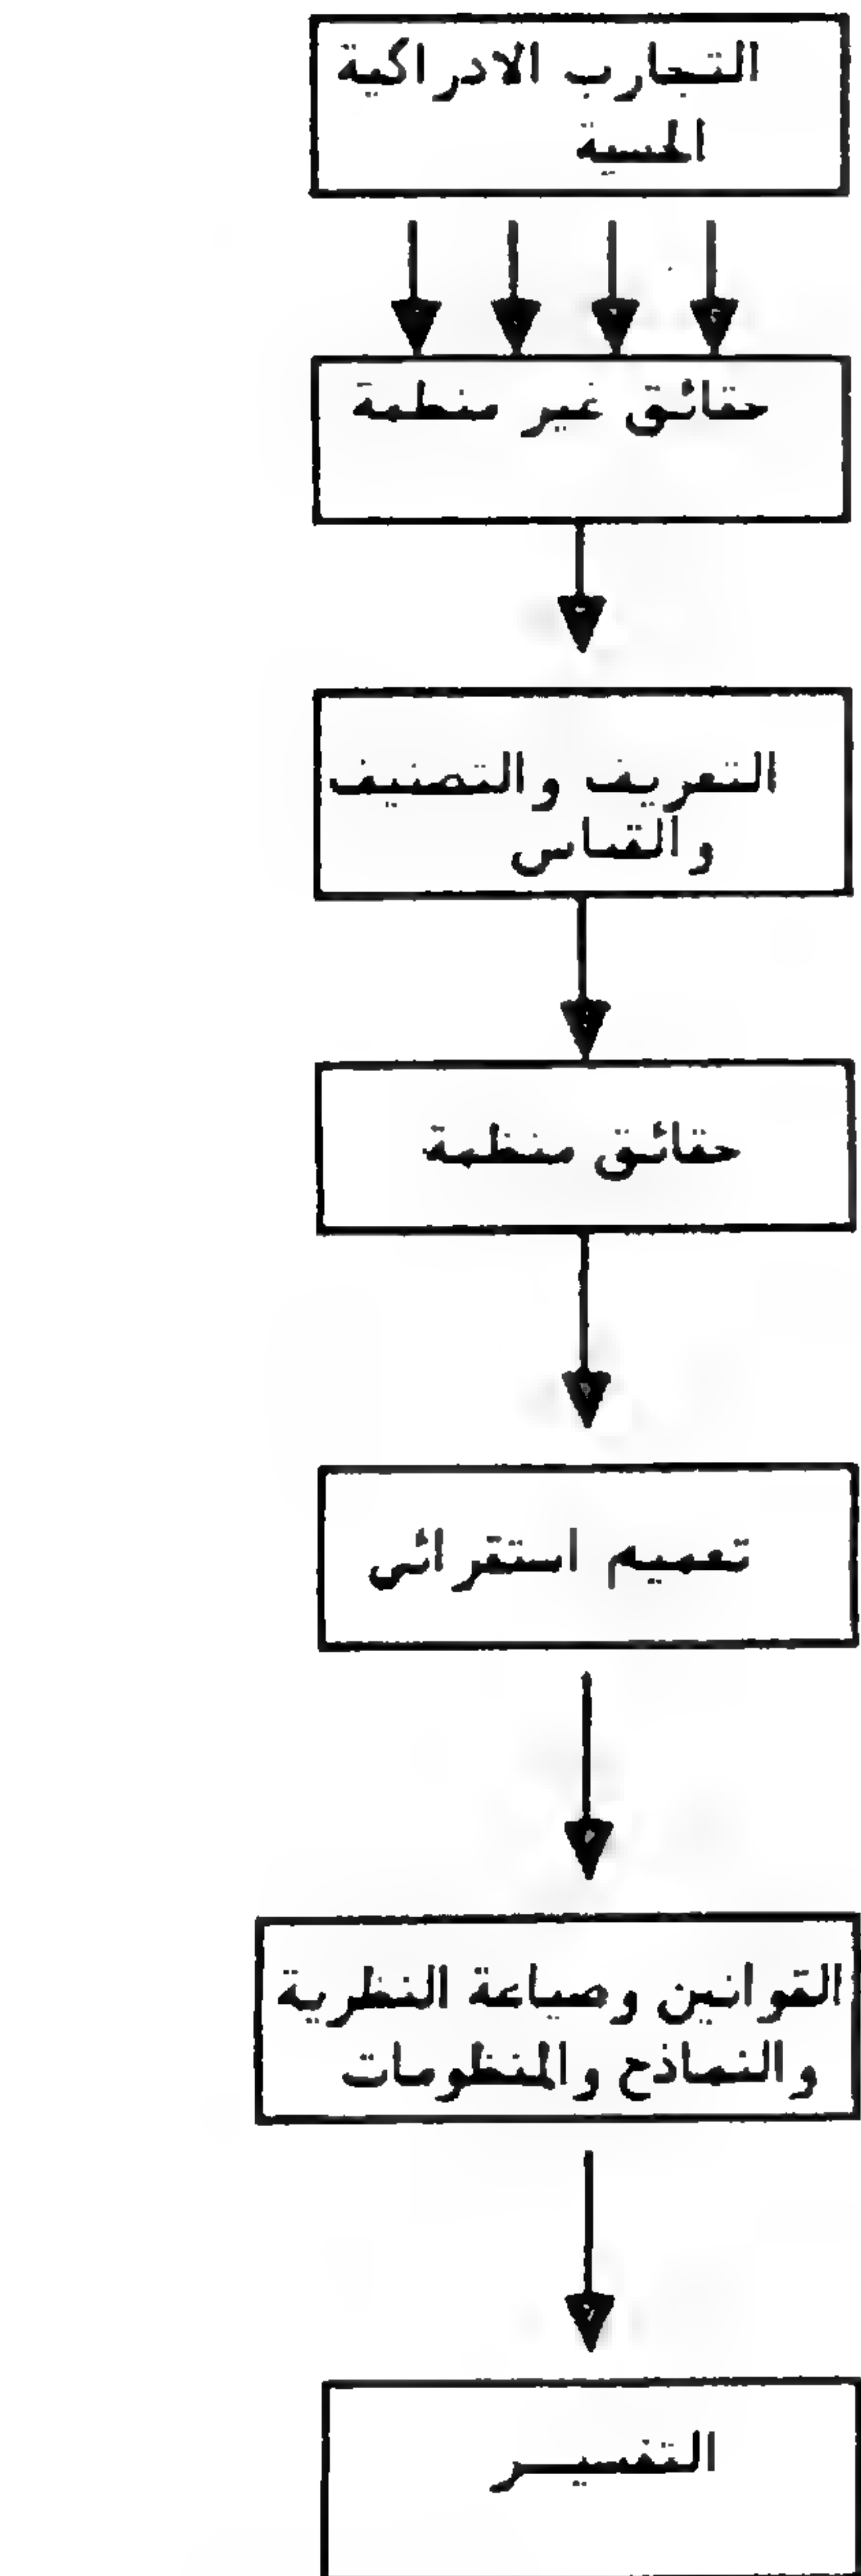 التجارب الادراكية
الحسية
حقائق غير منظمة
التعريف والتصنيف
والقياس
حقائق منظمة
تعميم استقرائي
القوانين وصياغة النظرية
والنماذج والمنظومات
التفسير